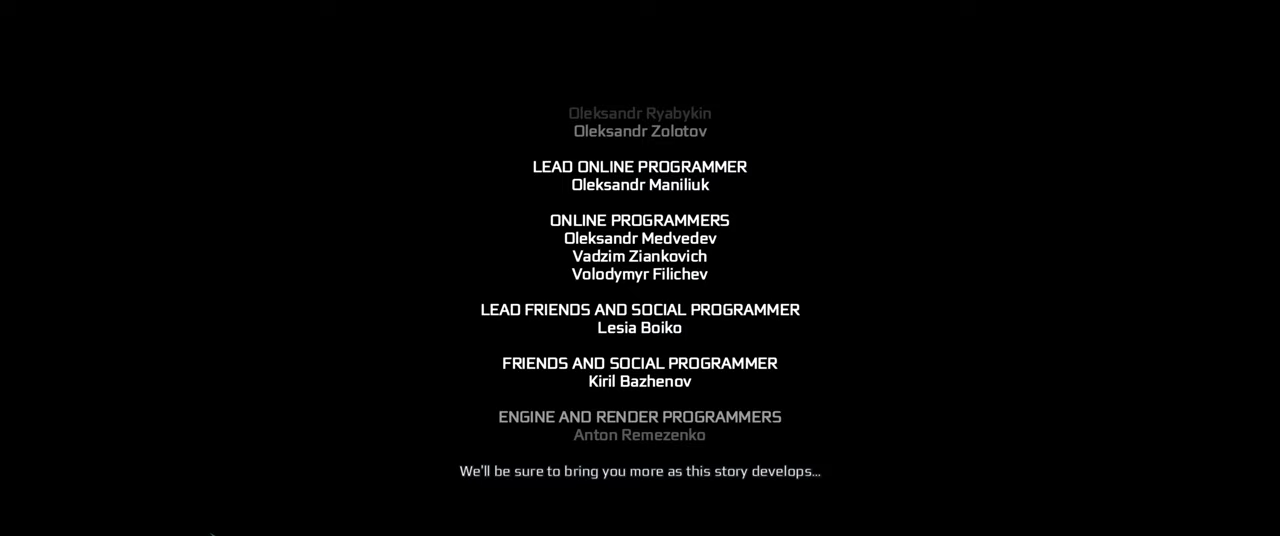 Oleksandr Ryabykin
Oleksandr Zolotov
LEAD ONLINE PROGRAMMER
Oleksandr Maniliuk
ONLINE PROGRAMMERS
Oleksandr Medvedev
Vadzim Ziankovich
Volodymyr Filichev
LEAD FRIENDS AND SOCIAL PROGRAMMER
Lesia Boiko
FRIENDS AND SOCIAL PROGRAMMER
Kiril Bazhenov
ENGINE AND RENDER PROGRAMMERS
Anton Remezenko
We'll be sure to bring you more as this story develops...